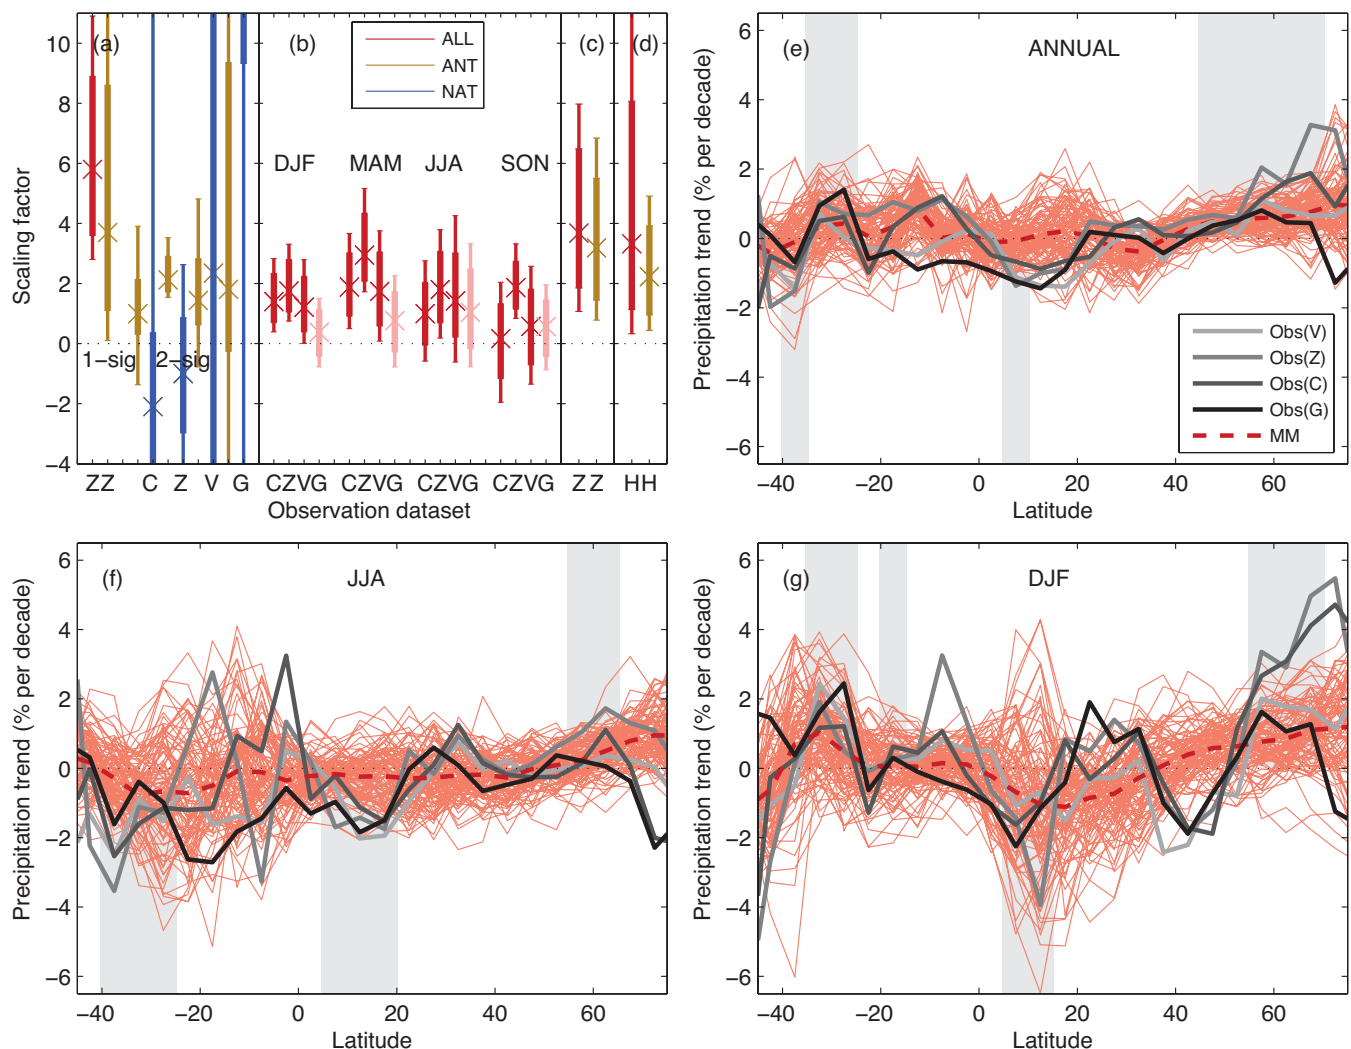 (a)
(b)
(c)
(d)
ALL
ANT
NAT
DJF
MAM
JJA
SON
1−sig
2−sig
Scaling factor
10
8
6
4
2
0
−2
−4
ZZ
C
Z
V
G
CZVG
CZVG
CZVG
CZVG
ZZ
HH
Observation dataset
(e)
ANNUAL
Precipitation trend (% per decade)
6
4
2
0
−2
−4
−6
Obs(V)
Obs(Z)
Obs(C)
Obs(G)
MM
−40
−20
0
20
40
60
Latitude
(f)
JJA
Precipitation trend (% per decade)
6
4
2
0
−2
−4
−6
−40
−20
0
20
40
60
Latitude
(g)
DJF
Precipitation trend (% per decade)
6
4
2
0
−2
−4
−6
−40
−20
0
20
40
60
Latitude